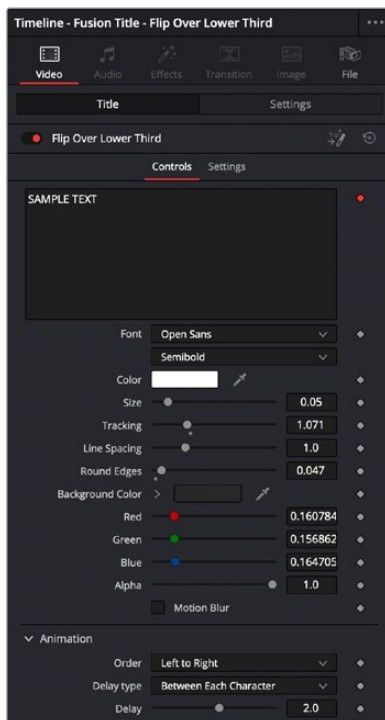 Timeline - Fusion Title - Flip Over Lower Third
Video Audio Effects Transition Image File
Title Settings
Flip Over Lower Third
Controls Settings
SAMPLE TEXT
Font Open Sans
Semibold
Color
Size 0.05
Tracking 1.071
Line Spacing 1.0
Round Edges 0.047
Background Color
Red 0.160784
Green 0.156862
Blue 0.164705
Alpha 1.0
Motion Blur
Animation
Order Left to Right
Delay type Between Each Character
Delay 2.0